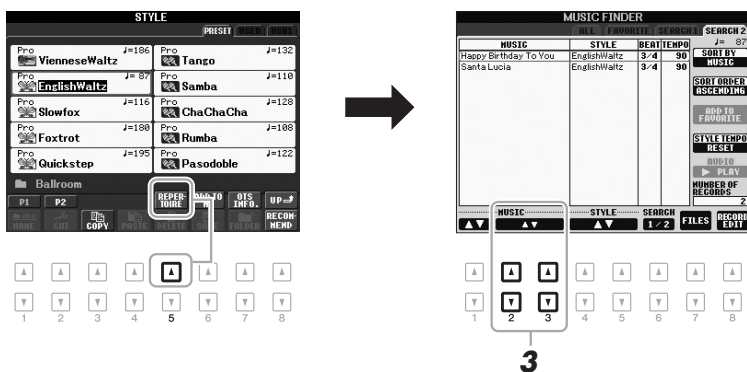 STYLE
PRESET USER USB1
Pro ♩=186 Pro ♩=132
VienneseWaltz Tango
Pro ♩= 87 Pro ♩=110
EnglishWaltz Samba
Pro ♩=116 Pro ♩=128
Slowfox ChaChaCha
Pro ♩=180 Pro ♩=108
Foxtrot Rumba
Pro ♩=195 Pro ♩=122
Quickstep Pasodoble
Ballroom
P1 P2 REPER-TOIRE OTS INFO. UP
NAME CUT COPY PASTE DELETE SAVE FOLDER RECOM-MEND
1 2 3 4 5 6 7 8
MUSIC FINDER
ALL FAVORITE SEARCH 1 SEARCH 2
♩= 87
MUSIC STYLE BEAT TEMPO
Happy Birthday To You EnglishWaltz 3/4 90
Santa Lucia EnglishWaltz 3/4 90
SORT BY
MUSIC
SORT ORDER
ASCENDING
ADD TO
FAVORITE
STYLE TEMPO
RESET
AUDIO
▶ PLAY
NUMBER OF
RECORDS
2
MUSIC STYLE SEARCH
▲▼ ▲▼ ▲▼ 1/2 FILES RECORD EDIT
1 2 3 4 5 6 7 8
3